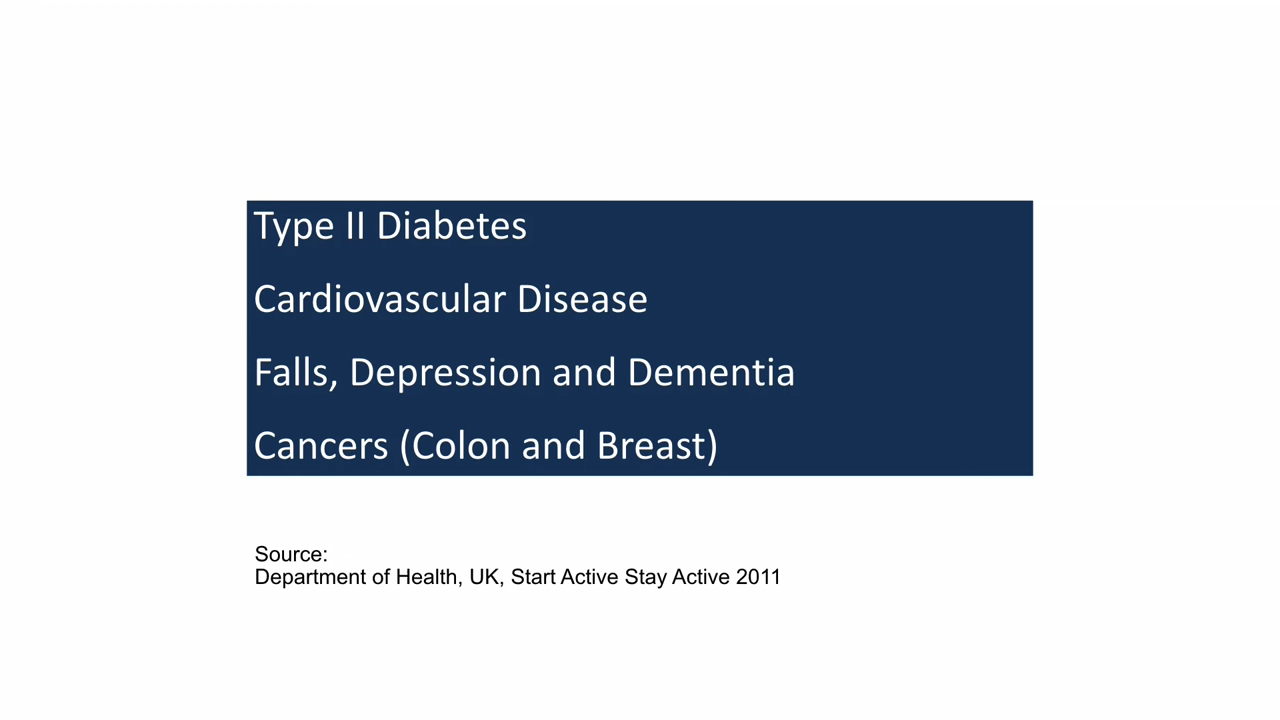 Type II Diabetes
Cardiovascular Disease
Falls, Depression and Dementia
Cancers (Colon and Breast)
Source:
Department of Health, UK, Start Active Stay Active 2011